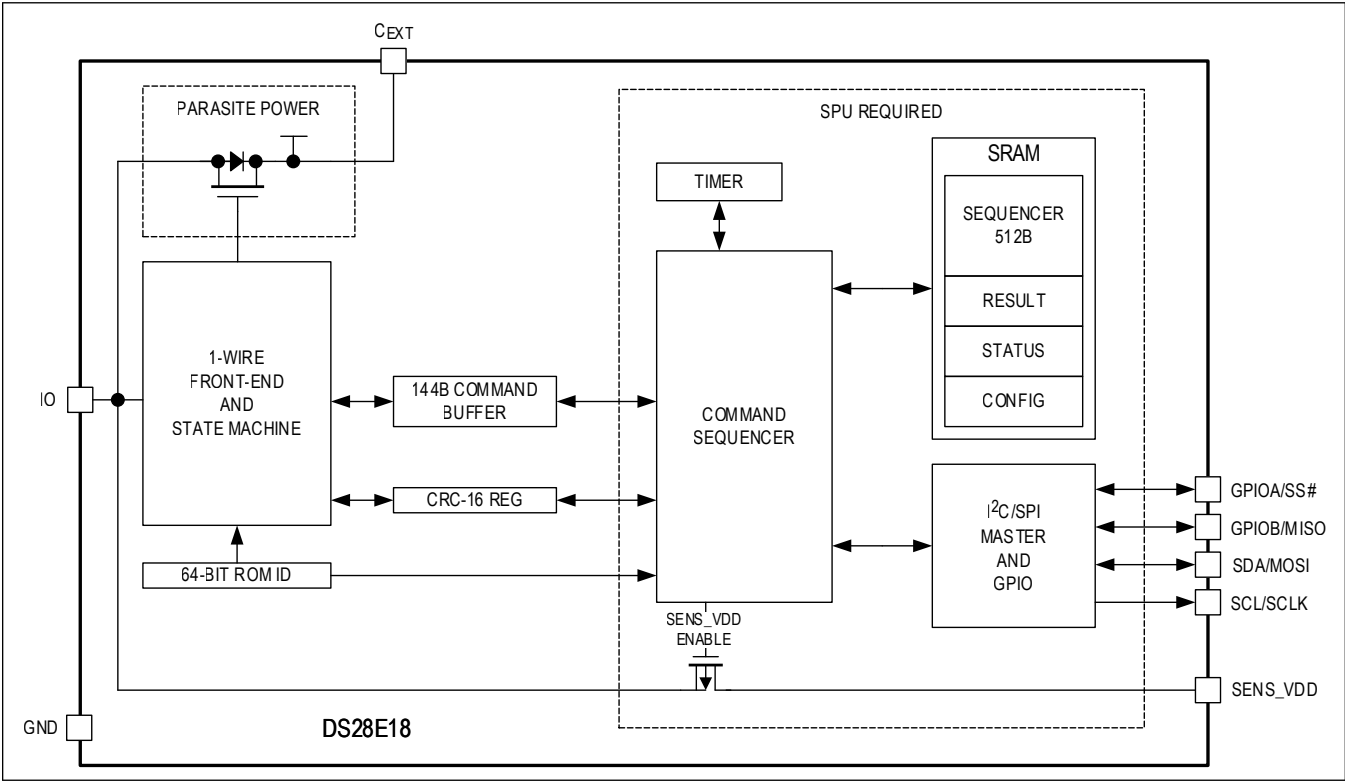 CEXT
PARASITE POWER
SPU REQUIRED
TIMER
SRAM
SEQUENCER
512B
RESULT
STATUS
CONFIG
1-WIRE
FRONT-END
AND
STATE MACHINE
IO
144B COMMAND
BUFFER
COMMAND
SEQUENCER
CRC-16 REG
64-BIT ROM ID
I2C/SPI
MASTER
AND
GPIO
GPIOA/SS#
GPIOB/MISO
SDA/MOSI
SCL/SCLK
SENS_VDD
ENABLE
SENS_VDD
GND
DS28E18